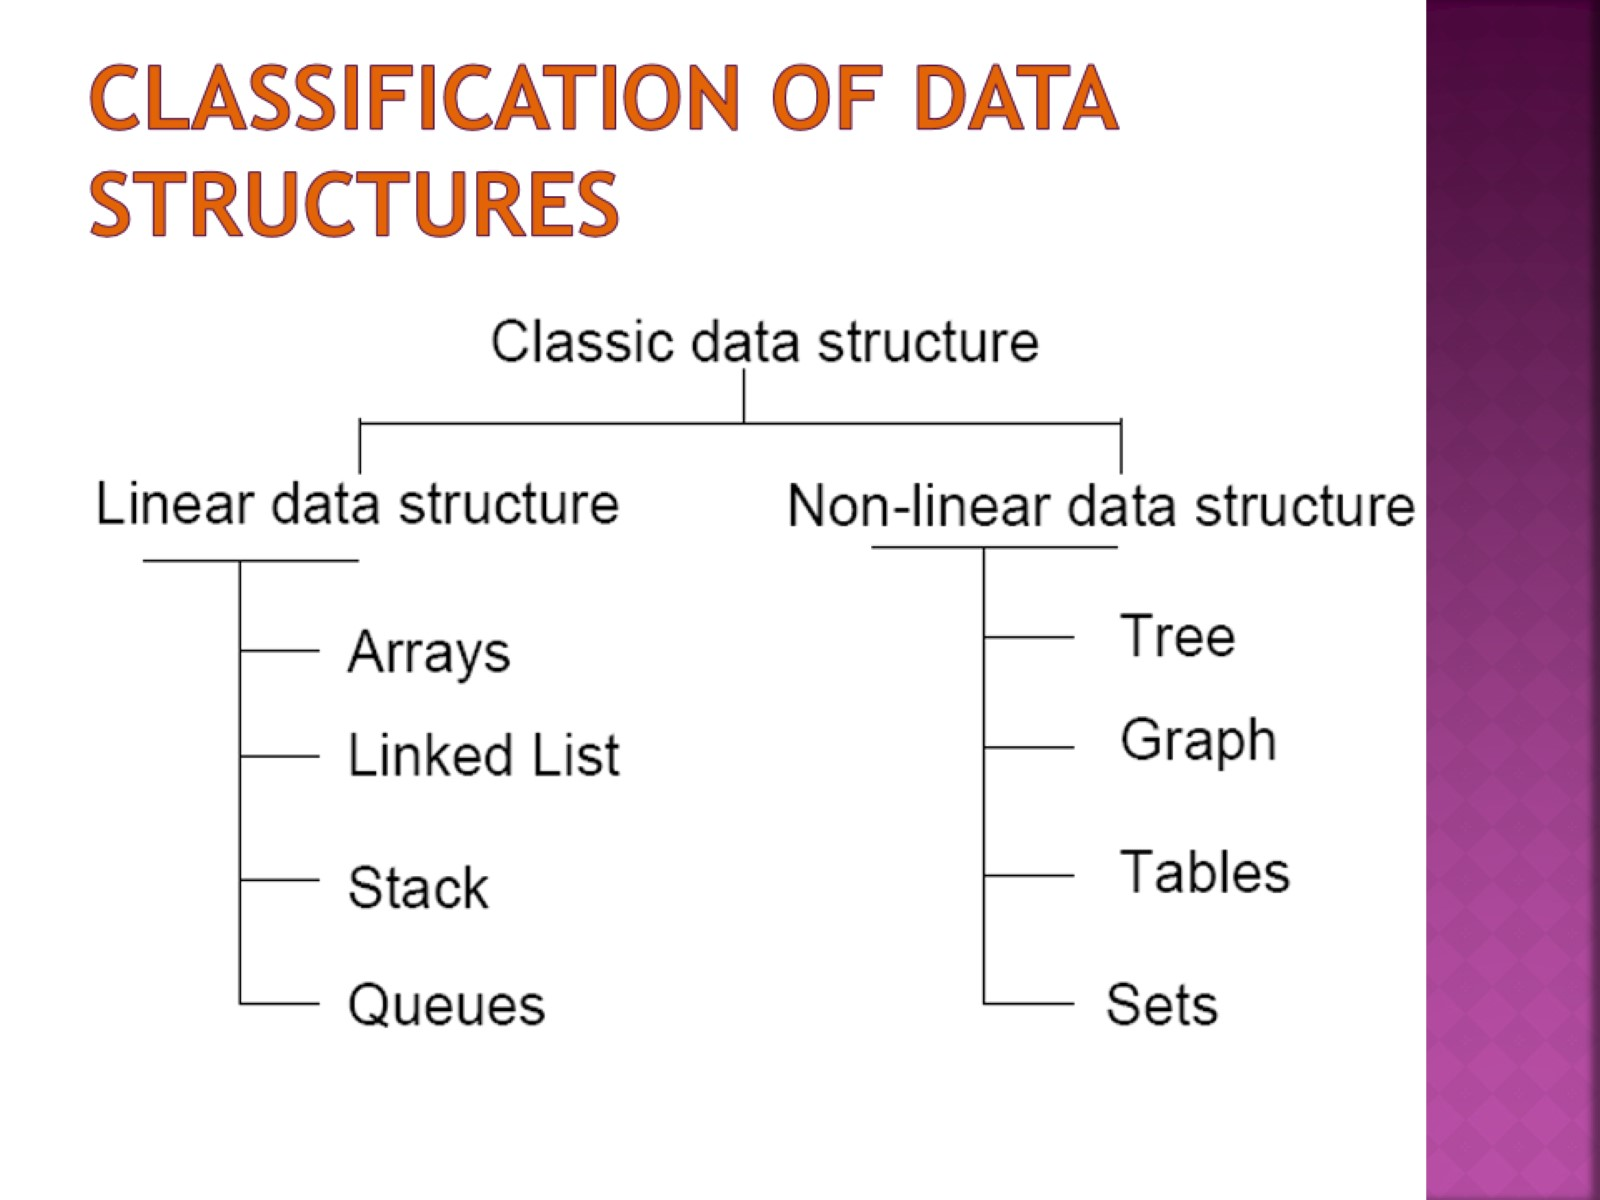 CLASSIFICATION OF DATA
STRUCTURES
Classic data structure
Linear data structure
Arrays
Linked List
Stack
Queues
Non-linear data structure
Tree
Graph
Tables
Sets